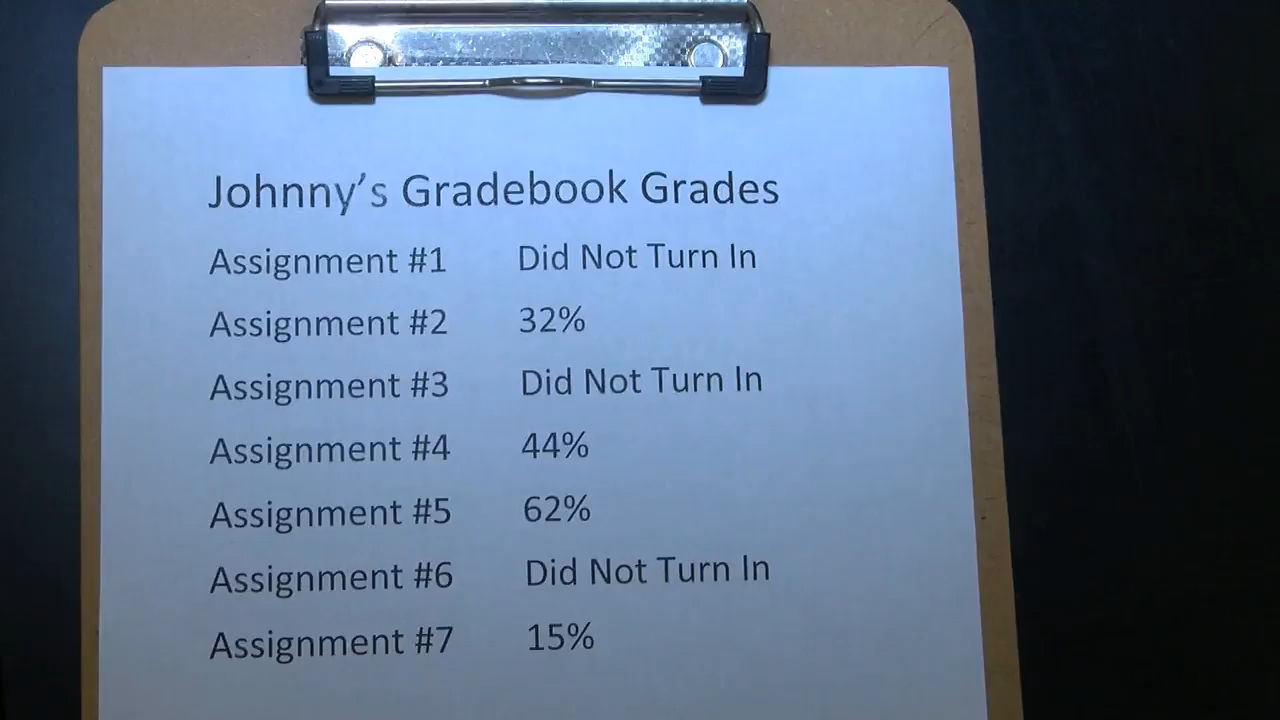 Johnny’s Gradebook Grades
Assignment #1 Did Not Turn In
Assignment #2 32%
Assignment #3 Did Not Turn In
Assignment #4 44%
Assignment #5 62%
Assignment #6 Did Not Turn In
Assignment #7 15%